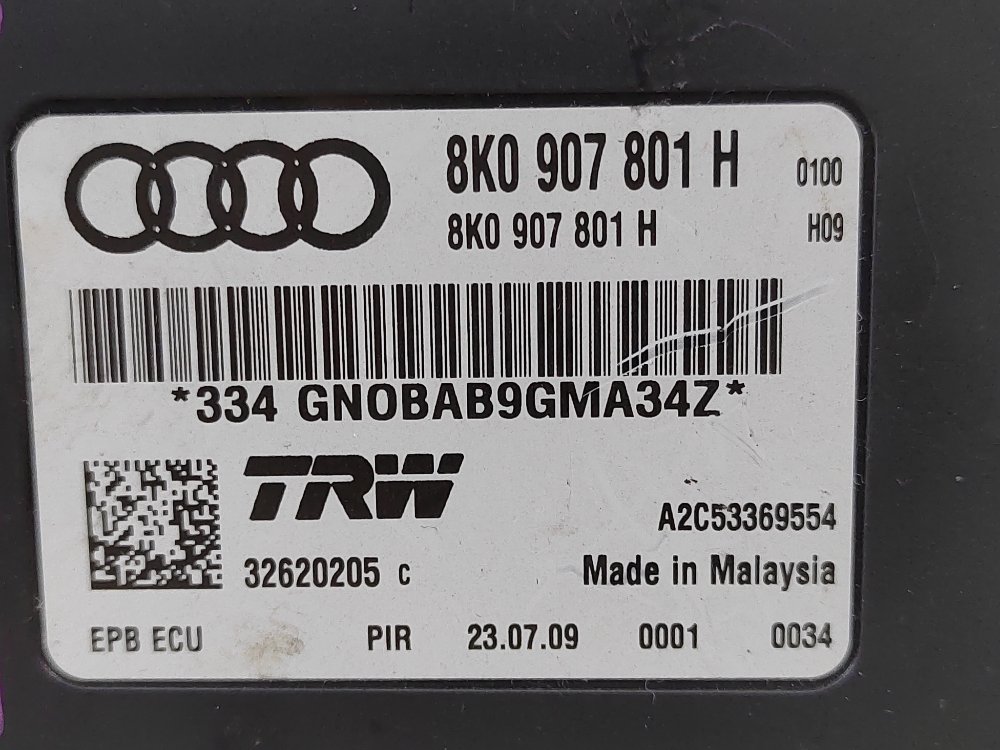 8K0 907 801 H 0100
8K0 907 801 H H09
*334 GN0BAB9GMA34Z*
TRW
A2C53369554
32620205 C Made in Malaysia
EPB ECU PIR 23.07.09 0001 0034